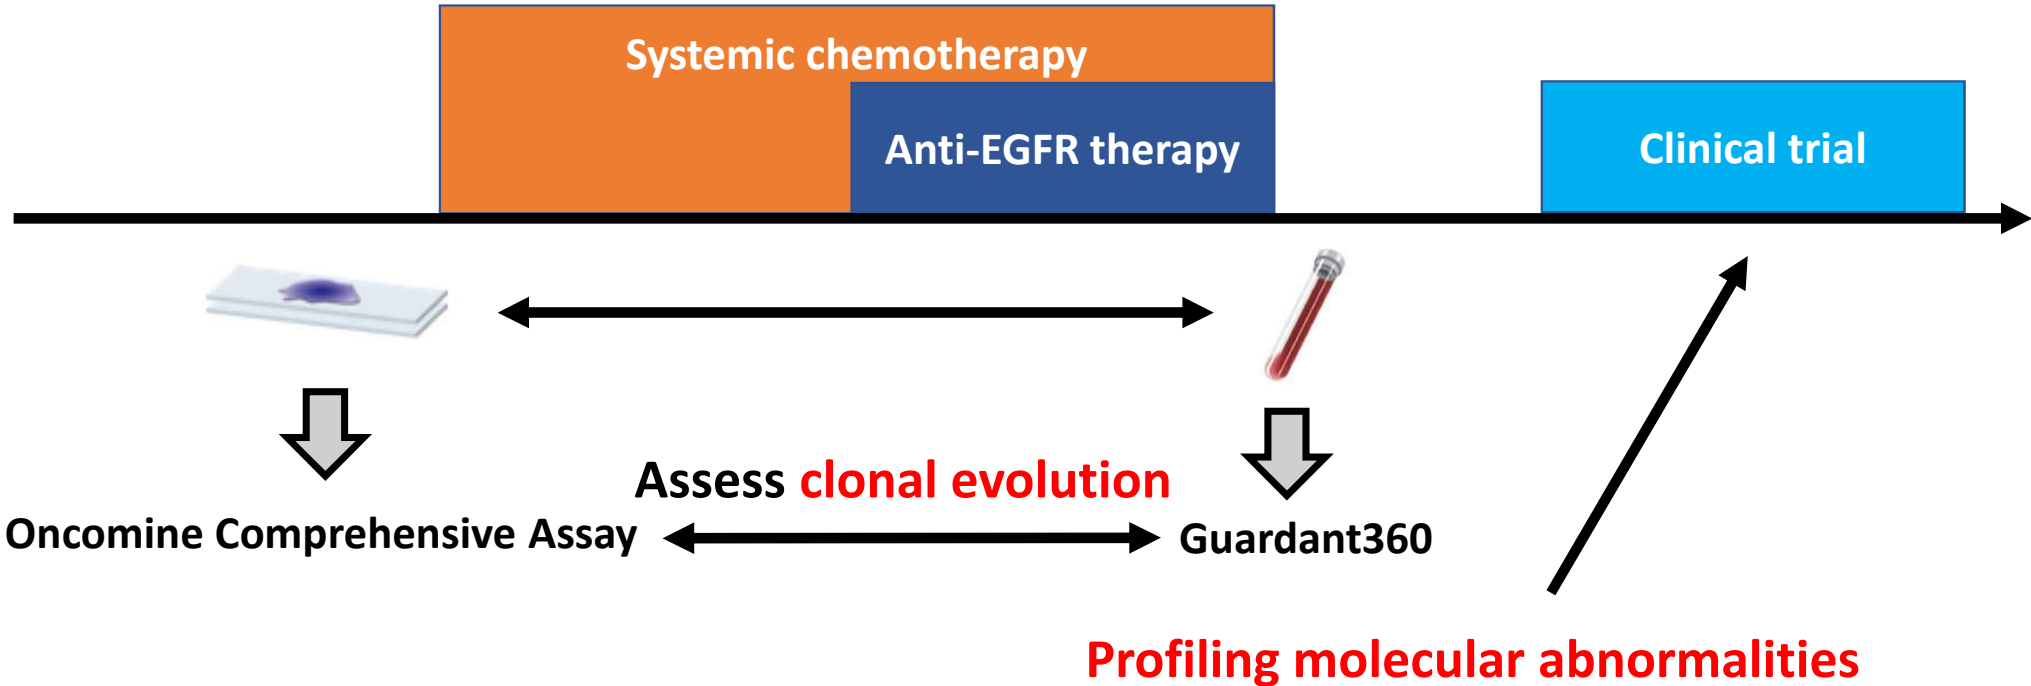 Systemic chemotherapy
Anti-EGFR therapy
Clinical trial
Assess clonal evolution
Oncomine Comprehensive Assay
Guardant360
Profiling molecular abnormalities